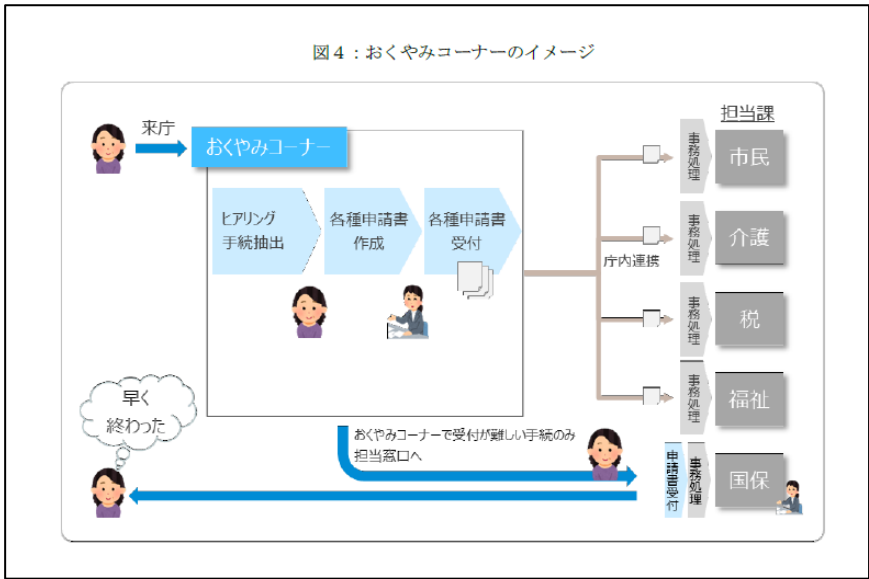 図４：おくやみコーナーのイメージ
来庁
おくやみコーナー
ヒアリング
手続抽出
各種申請書
作成
各種申請書
受付
庁内連携
担当課
事務処理
市民
事務処理
介護
事務処理
税
事務処理
福祉
おくやみコーナーで受付が難しい手続のみ
担当窓口へ
申請書受付
事務処理
国保
早く
終わった